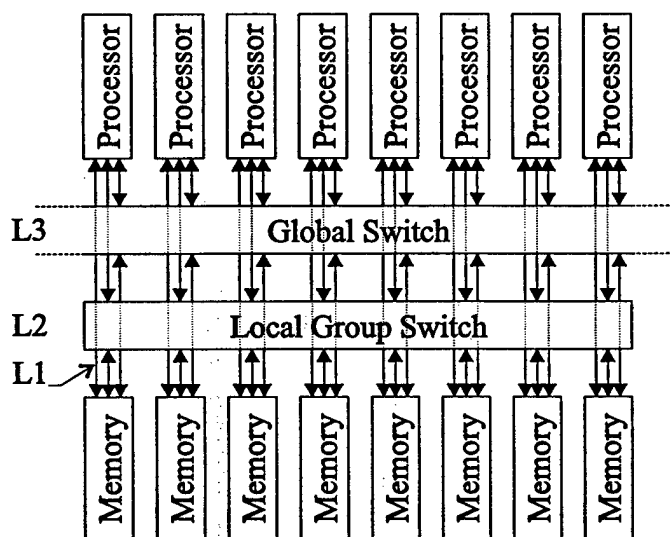 Processor Processor Processor Processor Processor Processor Processor Processor
L3 Global Switch
L2 Local Group Switch
L1
Memory Memory Memory Memory Memory Memory Memory Memory